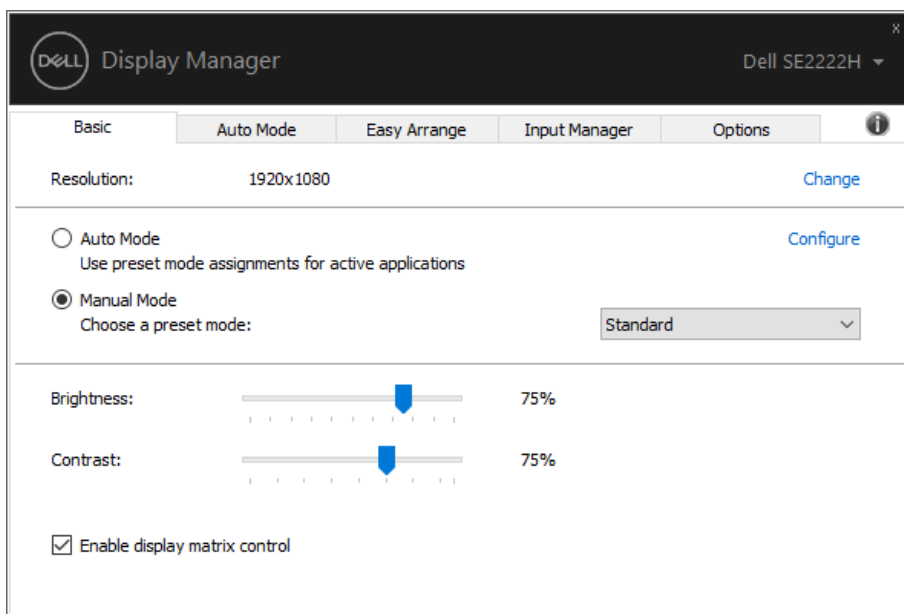 x
DELL Display Manager Dell SE2222H
Basic Auto Mode Easy Arrange Input Manager Options i
Resolution: 1920x1080 Change
Auto Mode Configure
Use preset mode assignments for active applications
Manual Mode
Choose a preset mode: Standard
Brightness: 75%
Contrast: 75%
Enable display matrix control